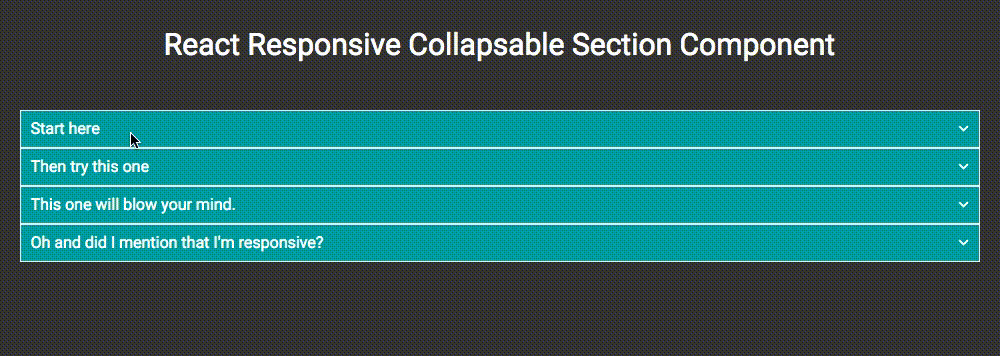 React Responsive Collapsable Section Component
Start here
Then try this one
This one will blow your mind.
Oh and did I mention that I'm responsive?